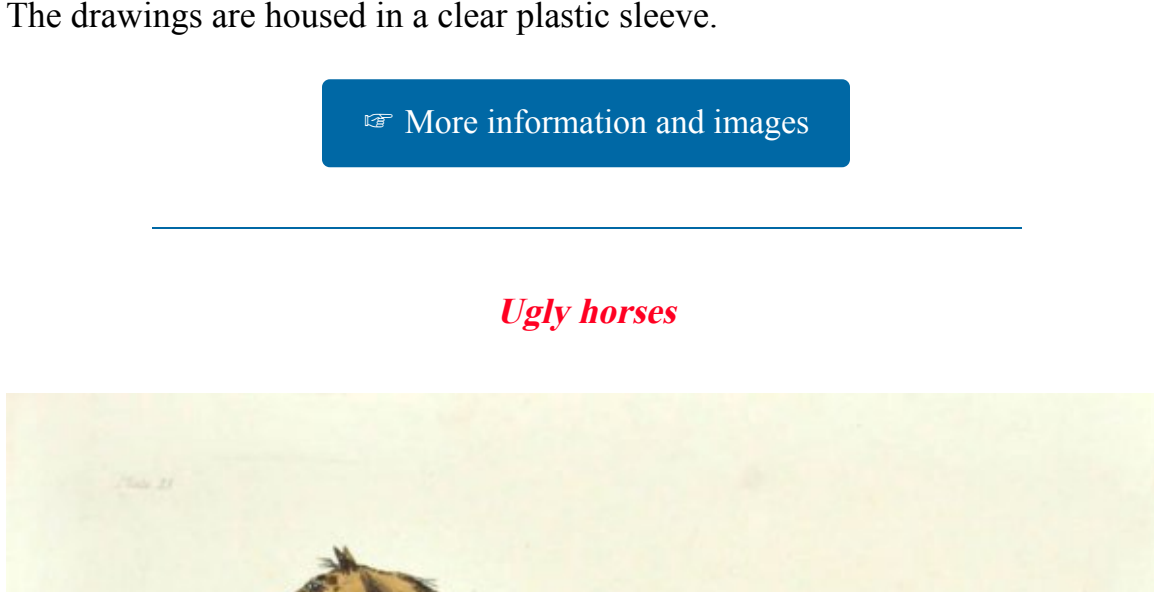 The drawings are housed in a clear plastic sleeve.
☞ More information and images
Ugly horses